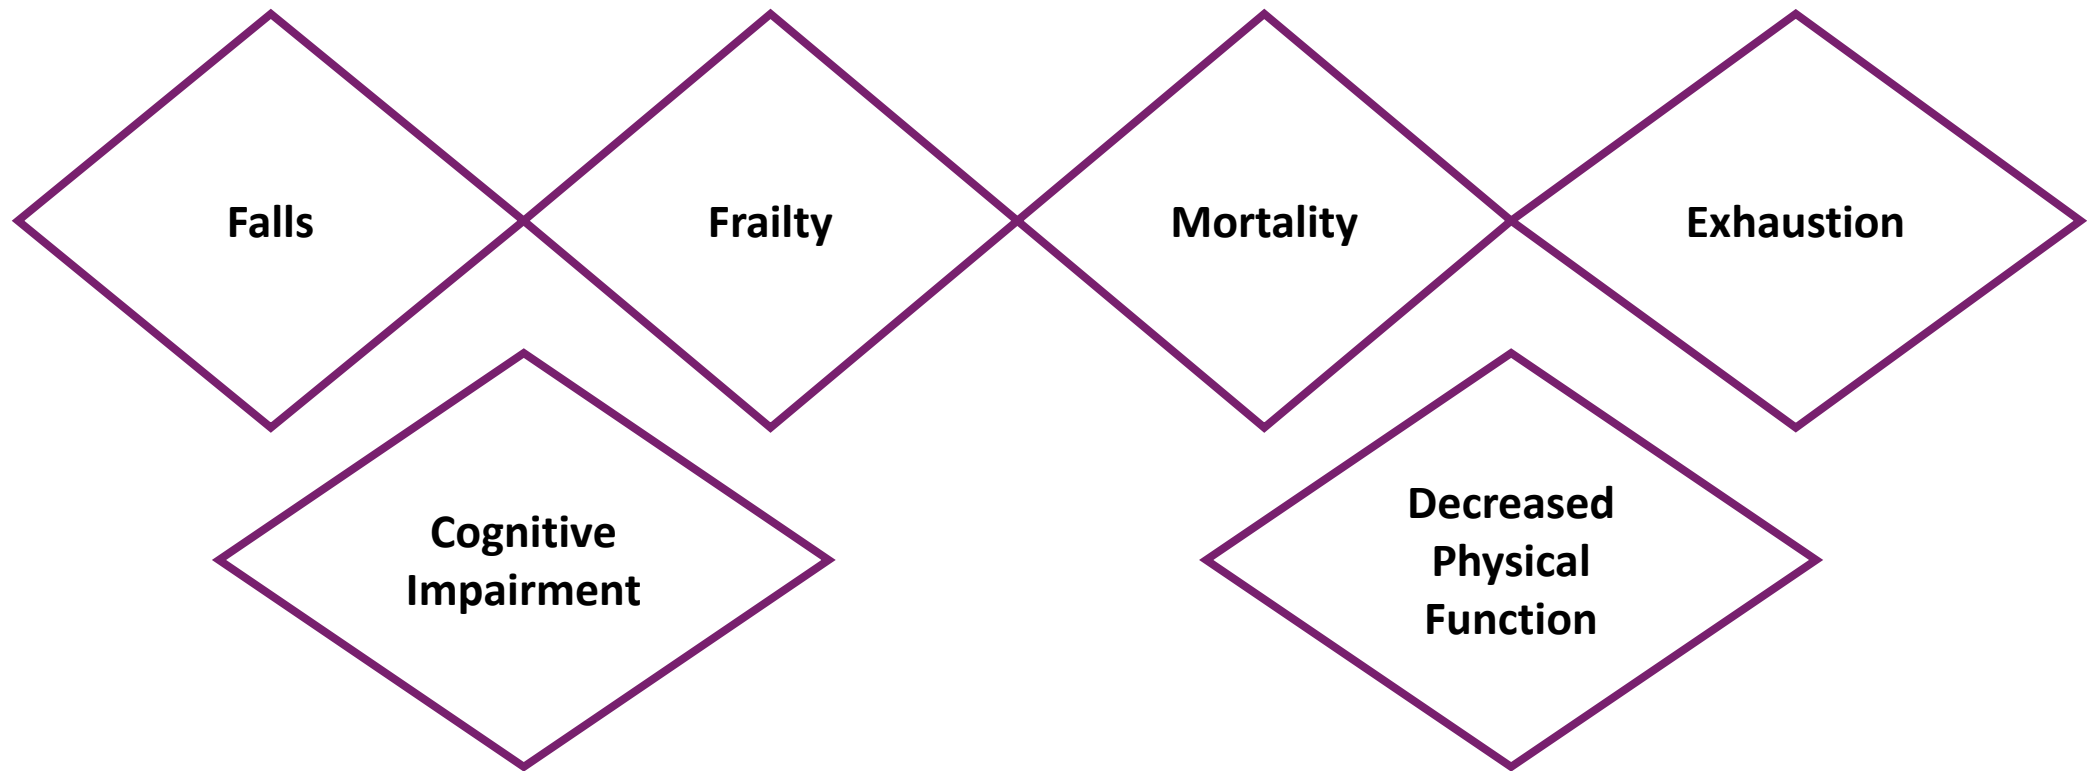 Falls
Frailty
Mortality
Exhaustion
Cognitive
Impairment
Decreased
Physical
Function